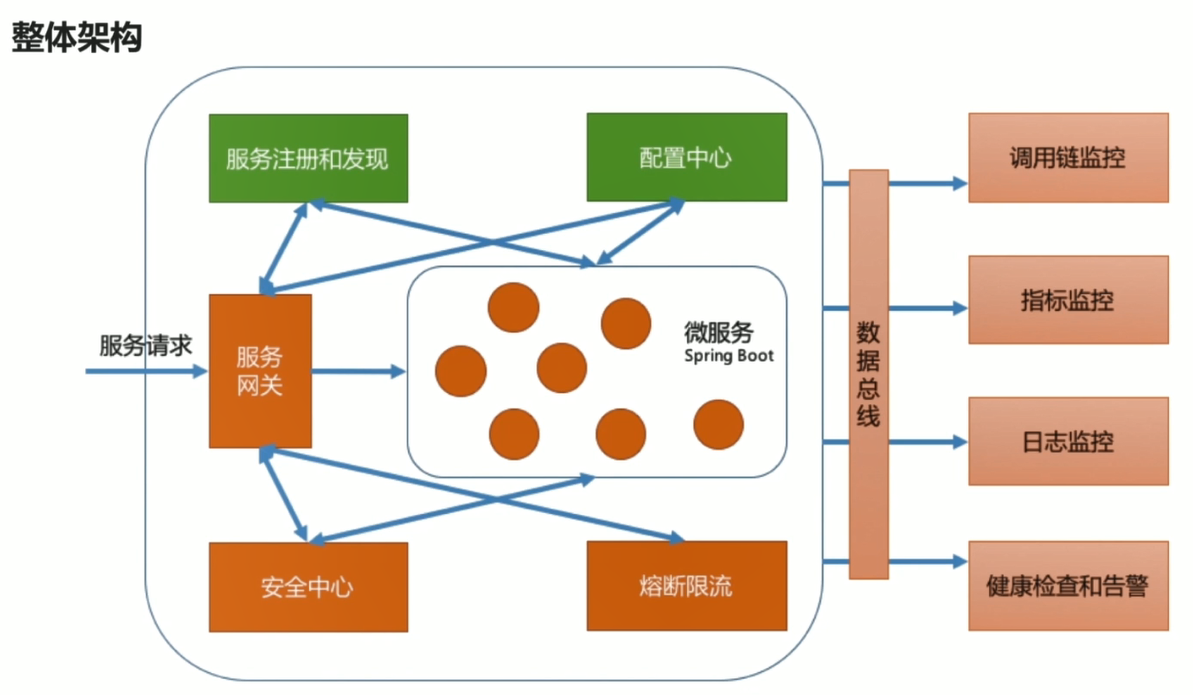 整体架构
服务注册和发现
配置中心
调用链监控
指标监控
服务请求
服务
网关
微服务
Spring Boot
数
据
总
线
日志监控
安全中心
熔断限流
健康检查和告警